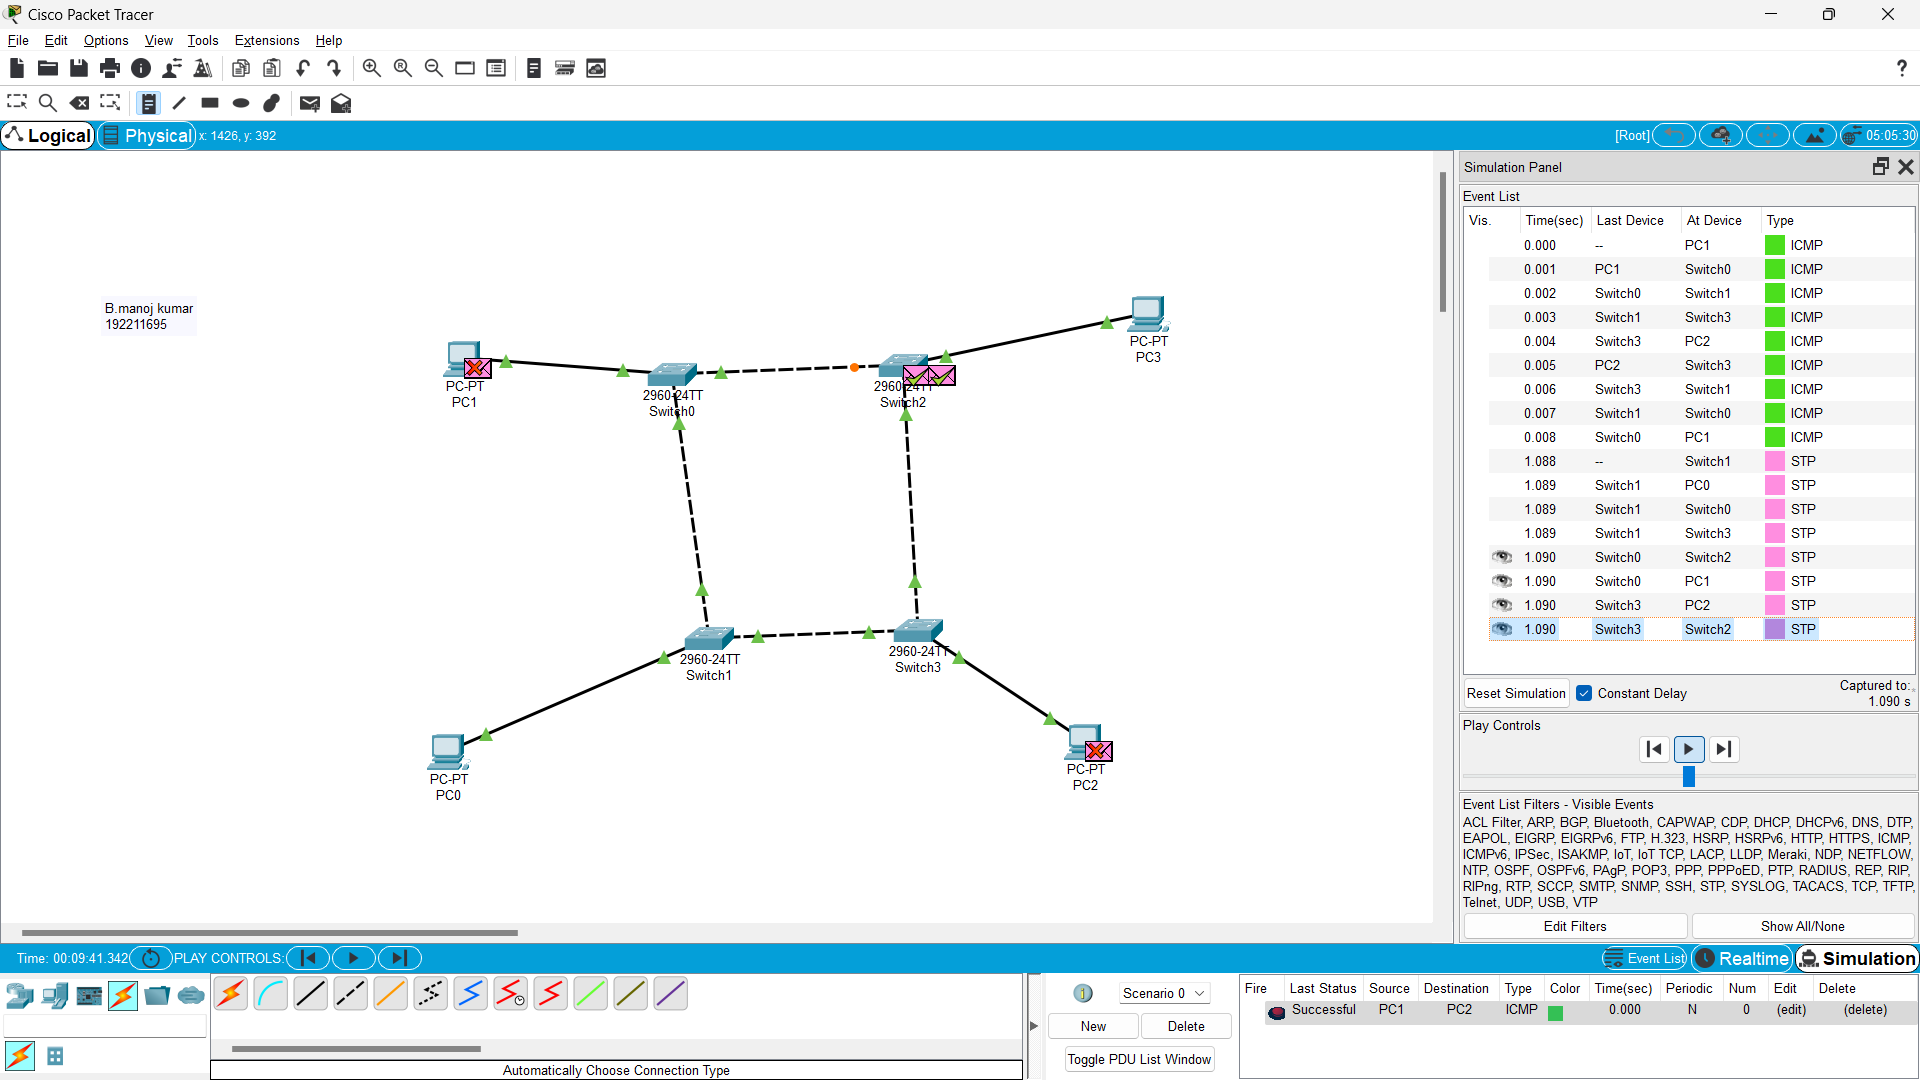 Cisco Packet Tracer
File Edit Options View Tools Extensions Help
?
Logical Physical x: 1426, y: 392 [Root] 05:05:30
B.manoj kumar
192211695
PC-PT
PC1
2960-24TT
Switch0
2960-24TT
Switch2
PC-PT
PC3
2960-24TT
Switch1
2960-24TT
Switch3
PC-PT
PC0
PC-PT
PC2
Simulation Panel
Event List
Vis. Time(sec) Last Device At Device Type
0.000 -- PC1 ICMP
0.001 PC1 Switch0 ICMP
0.002 Switch0 Switch1 ICMP
0.003 Switch1 Switch3 ICMP
0.004 Switch3 PC2 ICMP
0.005 PC2 Switch3 ICMP
0.006 Switch3 Switch1 ICMP
0.007 Switch1 Switch0 ICMP
0.008 Switch0 PC1 ICMP
1.088 -- Switch1 STP
1.089 Switch1 PC0 STP
1.089 Switch1 Switch0 STP
1.089 Switch1 Switch3 STP
1.090 Switch0 Switch2 STP
1.090 Switch0 PC1 STP
1.090 Switch3 PC2 STP
1.090 Switch3 Switch2 STP
Reset Simulation Constant Delay Captured to:
1.090 s
Play Controls
Event List Filters - Visible Events
ACL Filter, ARP, BGP, Bluetooth, CAPWAP, CDP, DHCP, DHCPv6, DNS, DTP,
EAPOL, EIGRP, EIGRPv6, FTP, H.323, HSRP, HSRPv6, HTTP, HTTPS, ICMP,
ICMPv6, IPSec, ISAKMP, IoT, IoT TCP, LACP, LLDP, Meraki, NDP, NETFLOW,
NTP, OSPF, OSPFv6, PAgP, POP3, PPP, PPPoED, PTP, RADIUS, REP, RIP,
RIPng, RTP, SCCP, SMTP, SNMP, SSH, STP, SYSLOG, TACACS, TCP, TFTP,
Telnet, UDP, USB, VTP
Edit Filters Show All/None
Time: 00:09:41.342 PLAY CONTROLS: Event List Realtime Simulation
Scenario 0
New Delete
Toggle PDU List Window
Fire Last Status Source Destination Type Color Time(sec) Periodic Num Edit Delete
Successful PC1 PC2 ICMP 0.000 N 0 (edit) (delete)
Automatically Choose Connection Type